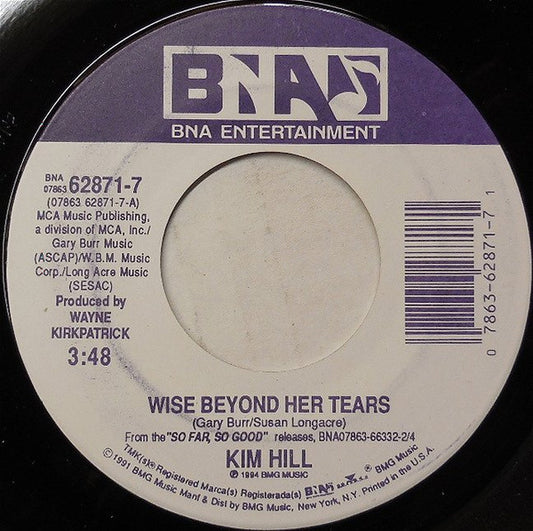 BNA
BNA ENTERTAINMENT
BNA
07863 62871-7
(07863 62871-7-A)
MCA Music Publishing,
a division of MCA, Inc./
Gary Burr Music
(ASCAP)/W.B.M. Music
Corp./Long Acre Music
(SESAC)
Produced by
WAYNE
KIRKPATRICK
3:48
0 7863-62871-7 1
WISE BEYOND HER TEARS
(Gary Burr/Susan Longacre)
From the "SO FAR, SO GOOD" releases, BNA07863-66332-2/4
KIM HILL
℗ 1994 BMG MUSIC
TMK(s)® Registered Marca(s) Registrada(s) BNA BMG Music
©1991 BMG Music Manf & Dist by BMG Music, New York, N.Y. Printed in the U.S.A.